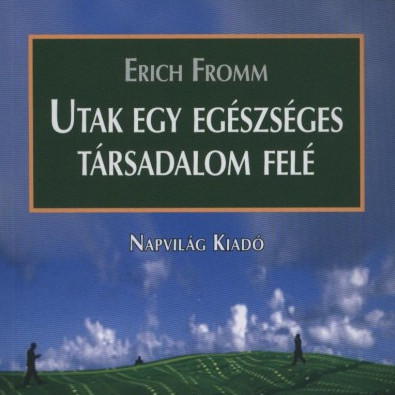 ERICH FROMM
UTAK EGY EGÉSZSÉGES
TÁRSADALOM FELÉ
NAPVILÁG KIADÓ